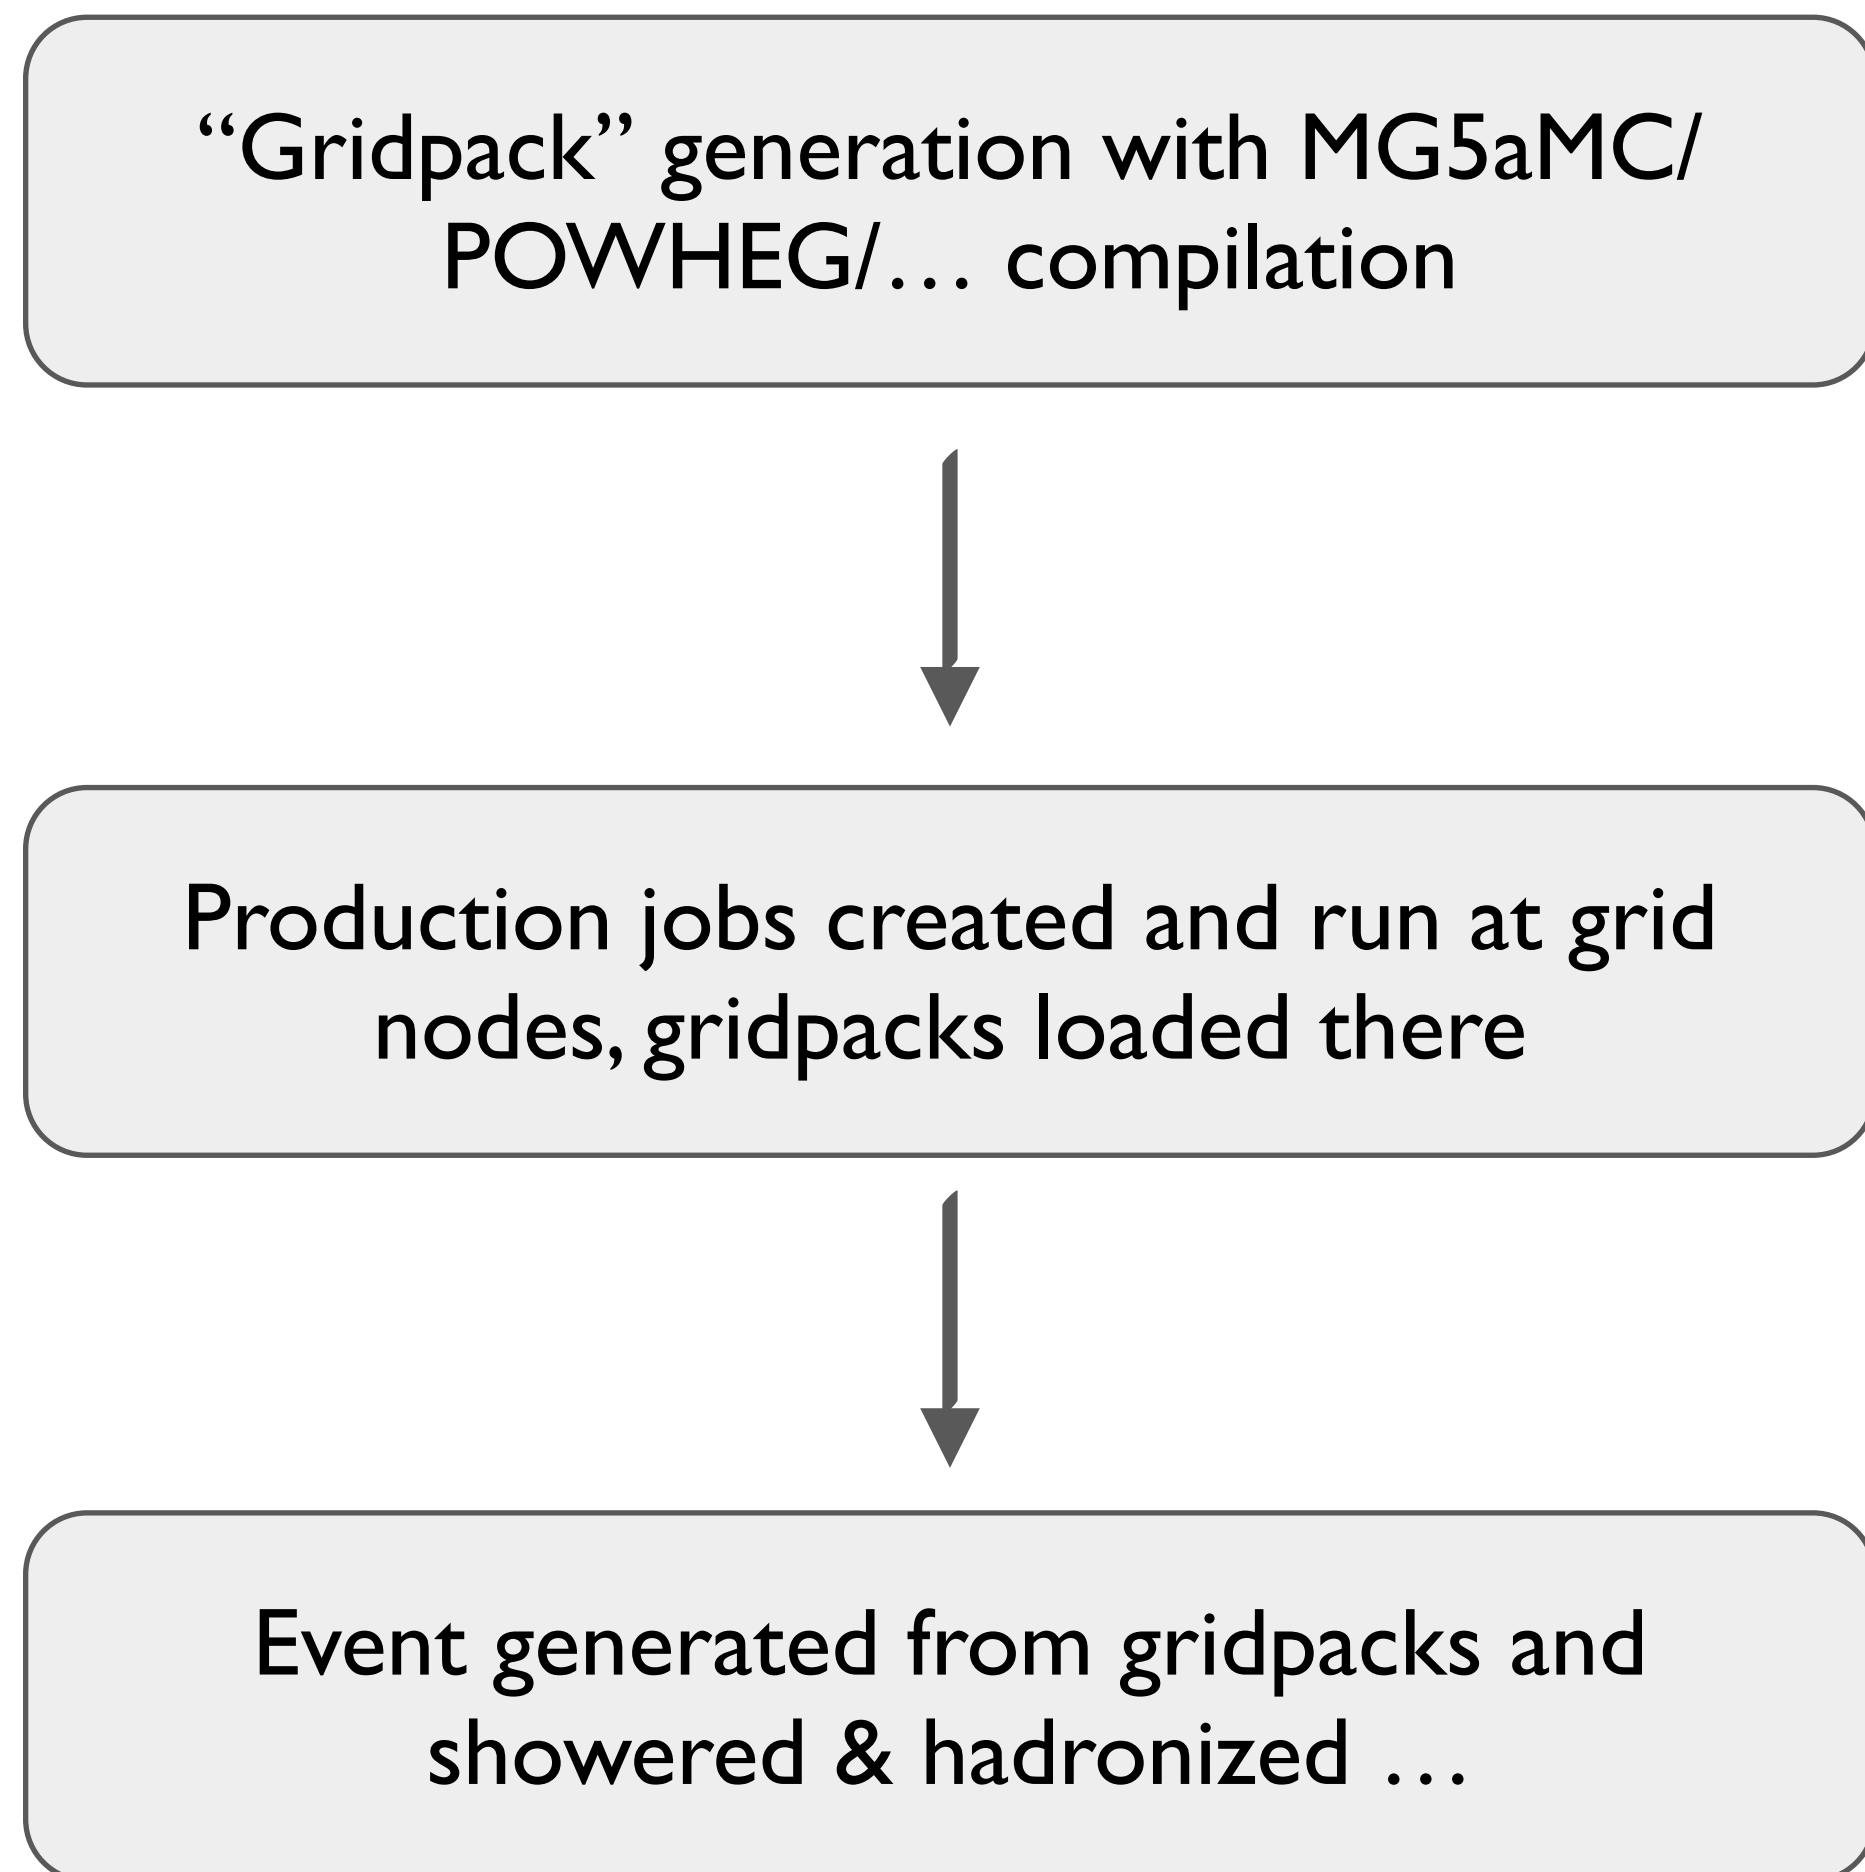 “Gridpack” generation with MG5aMC/
POWHEG/… compilation
Production jobs created and run at grid
nodes, gridpacks loaded there
Event generated from gridpacks and
showered & hadronized …